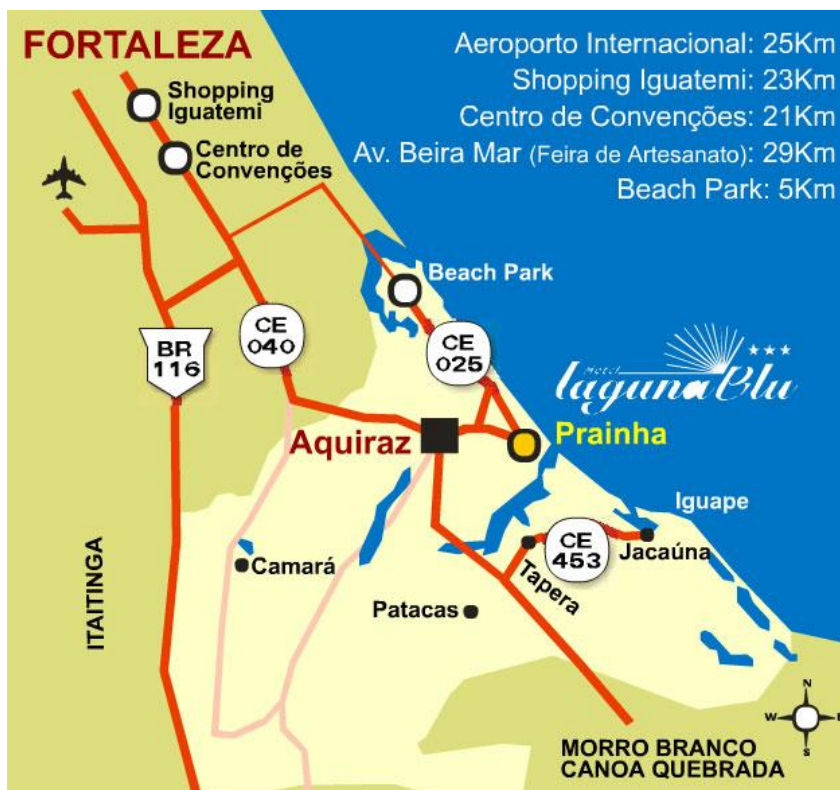 FORTALEZA
Aeroporto Internacional: 25Km
Shopping Iguatemi: 23Km
Centro de Convenções: 21Km
Av. Beira Mar (Feira de Artesanato): 29Km
Beach Park: 5Km
Shopping
Iguatemi
Centro de
Convenções
Beach Park
CE
040
BR
116
CE
025
Hotel
laguna Blu
Aquiraz
Prainha
Iguape
CE
453
Jacaúna
Tapera
Camará
Patacas
ITAITINGA
MORRO BRANCO
CANOA QUEBRADA
N
W
E
S